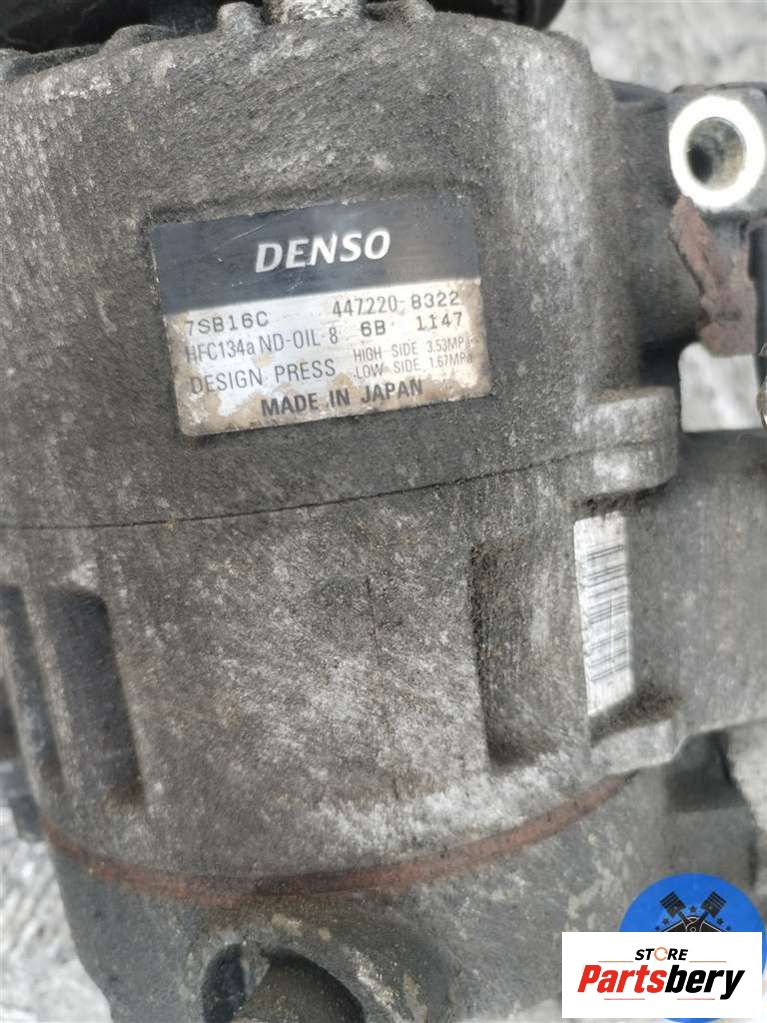 DENSO
7SB16C 447220-8322
HFC134a ND-OIL-8 6B 1147
DESIGN PRESS HIGH SIDE 3.53MPa
LOW SIDE 1.67MPa
MADE IN JAPAN
STORE
Partsbery